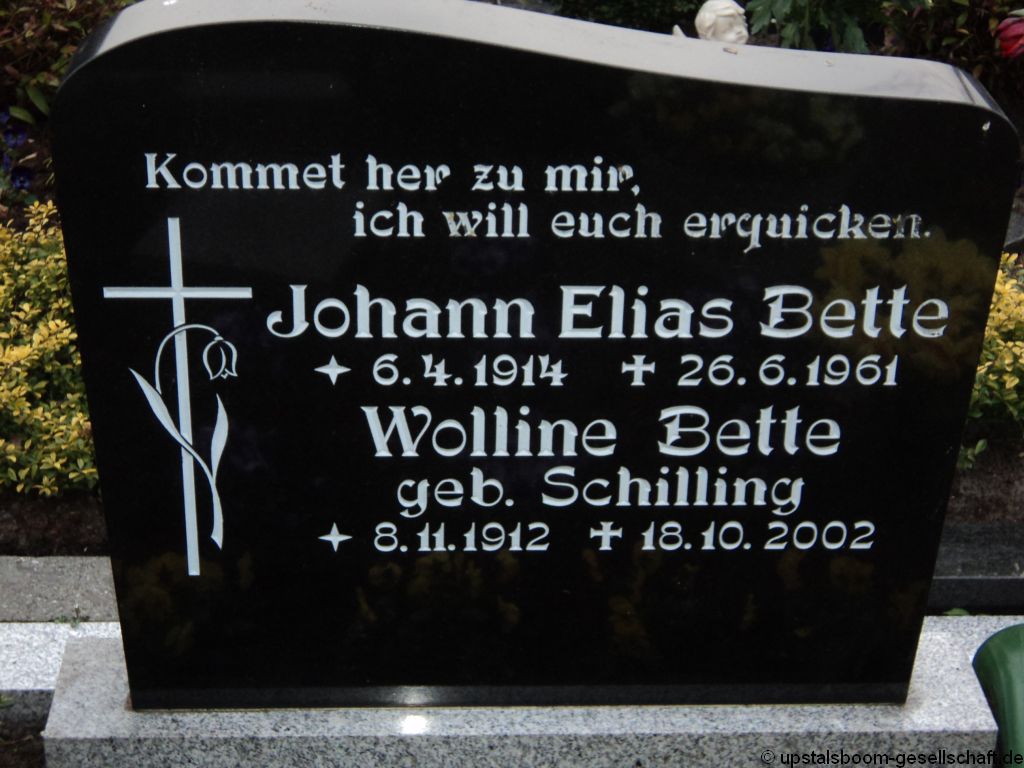 Kommet her zu mir,
ich will euch erquicken.
Johann Elias Bette
✦ 6.4.1914 ✝ 26.6.1961
Wolline Bette
geb. Schilling
✦ 8.11.1912 ✝ 18.10.2002
© upstalsboom-gesellschaft.de